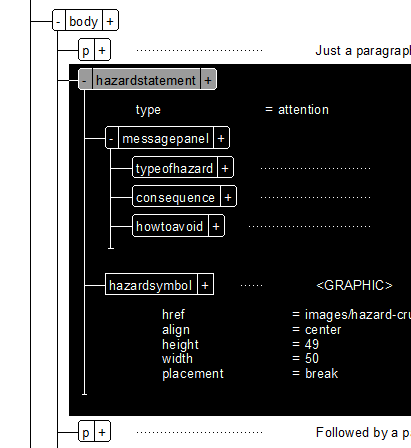 - body +
p + Just a paragraph
- hazardstatement +
type = attention
- messagepanel +
typeofhazard +
consequence +
howtoavoid +
hazardsymbol + <GRAPHIC>
href = images/hazard-cru
align = center
height = 49
width = 50
placement = break
p + Followed by a p